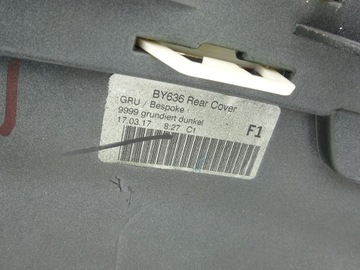 BY636 Rear Cover
GRU / Bespoke
9999 grundiert dunkel
17.03.17 8:27 C1
F1